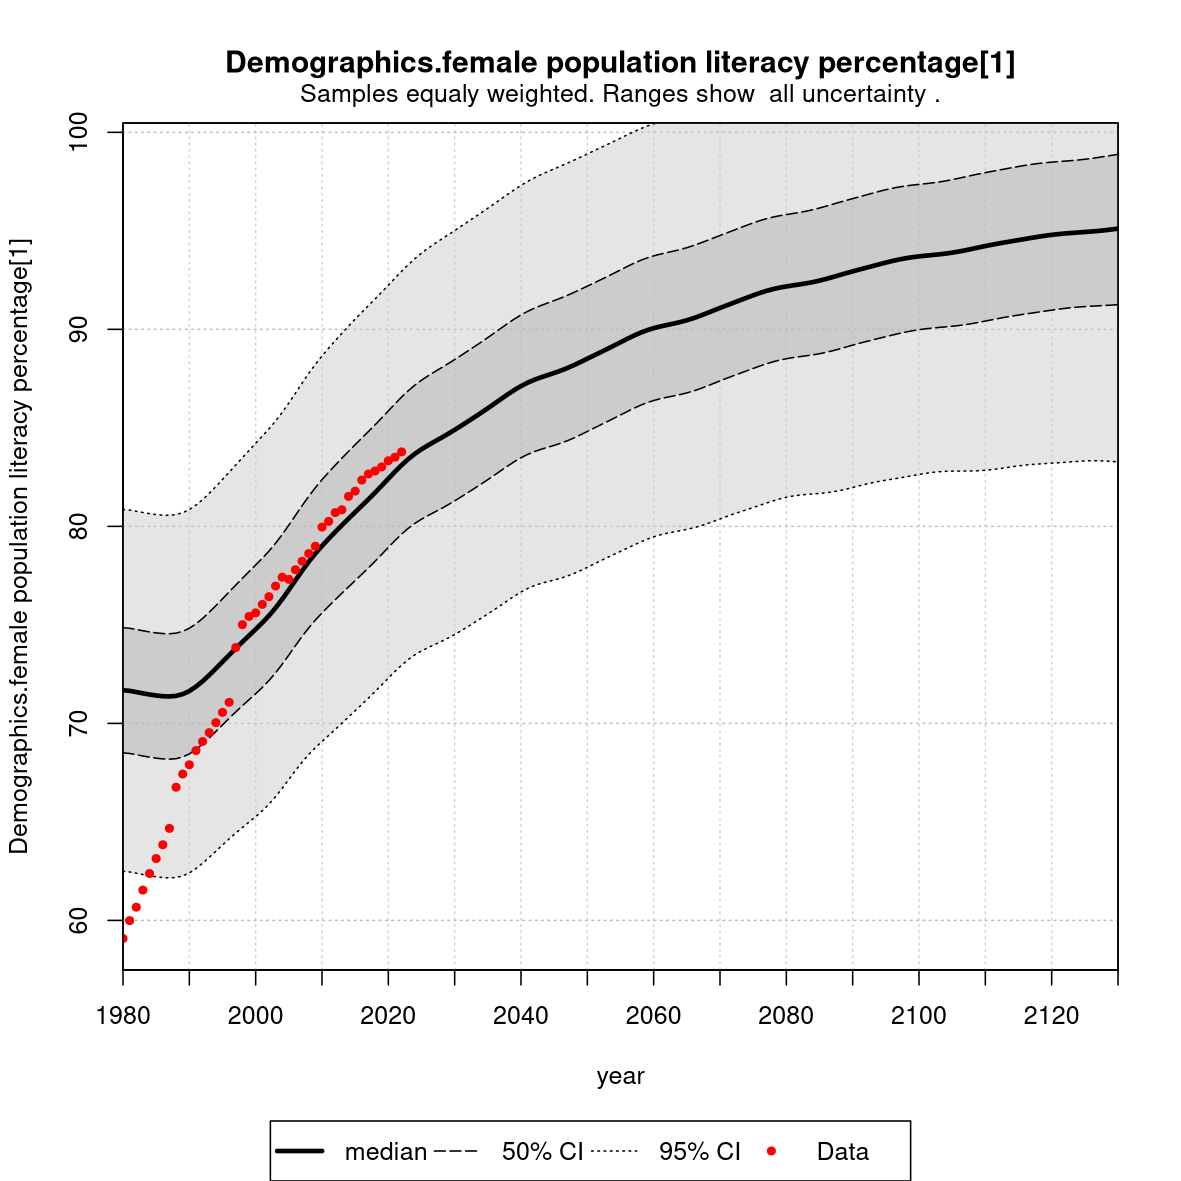 Demographics.female population literacy percentage[1]
Samples equaly weighted. Ranges show  all uncertainty .
Demographics.female population literacy percentage[1]
100
90
80
70
60
1980 2000 2020 2040 2060 2080 2100 2120
year
median 50% CI 95% CI Data